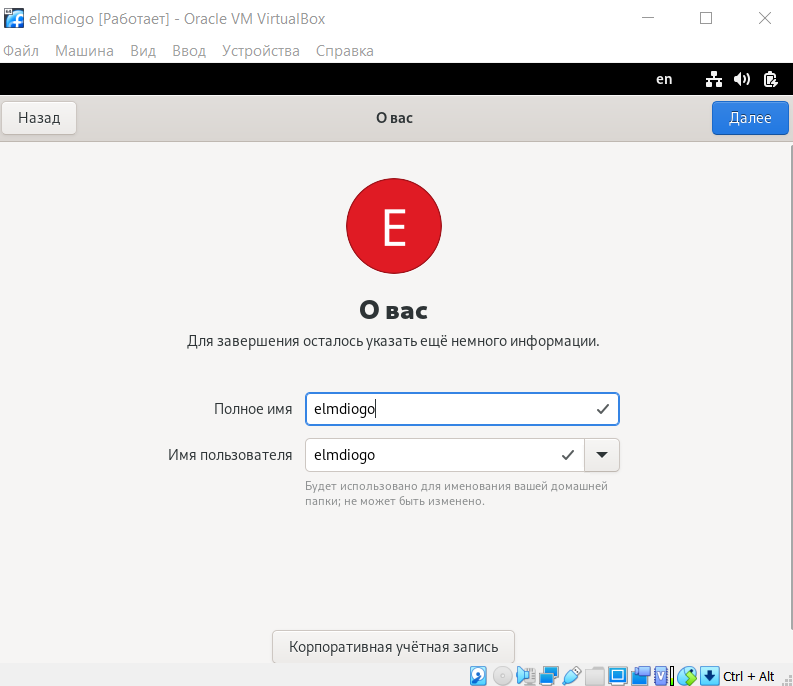 elmdiogo [Работает] - Oracle VM VirtualBox
Файл Машина Вид Ввод Устройства Справка
en
Назад О вас Далее
E
О вас
Для завершения осталось указать ещё немного информации.
Полное имя elmdiogo
Имя пользователя elmdiogo
Будет использовано для именования вашей домашней
папки; не может быть изменено.
Корпоративная учётная запись
Ctrl + Alt